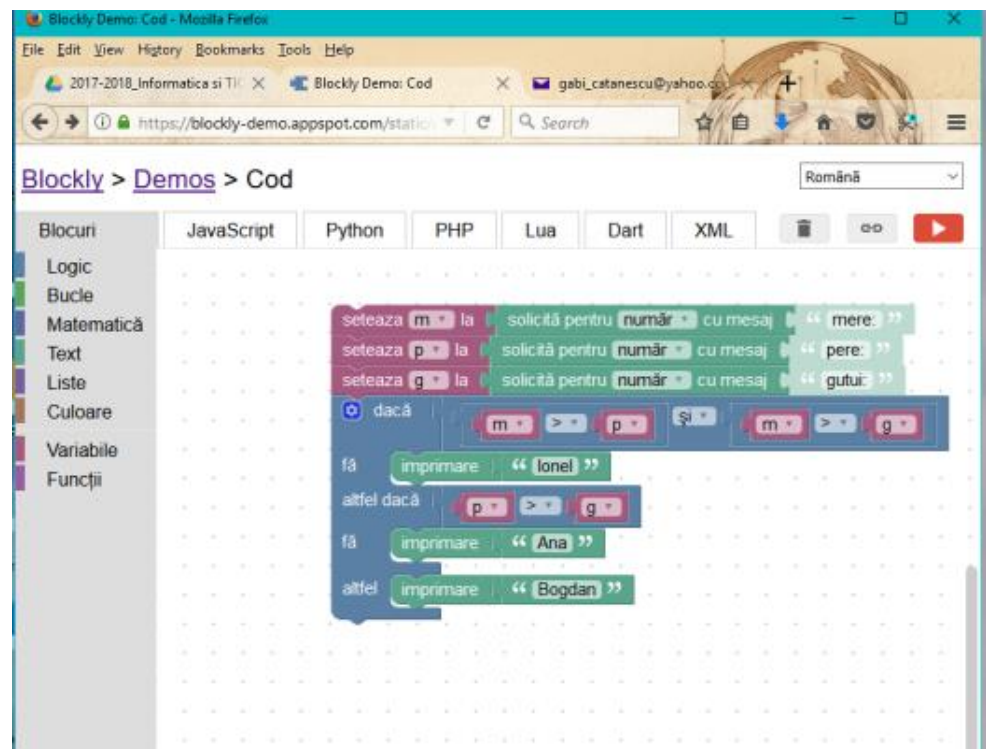 Blockly Demo: Cod - Mozilla Firefox
File Edit View History Bookmarks Tools Help
2017-2018_Informatica si TIC Blockly Demo: Cod gabi_catanescu@yahoo.co
https://blockly-demo.appspot.com/static Search
Blockly > Demos > Cod Română
Blocuri JavaScript Python PHP Lua Dart XML
Logic
Bucle
Matematică
Text
Liste
Culoare
Variabile
Funcții
seteaza m la solicită pentru număr cu mesaj “ mere: ”
seteaza p la solicită pentru număr cu mesaj “ pere: ”
seteaza g la solicită pentru număr cu mesaj “ gutui: ”
dacă m > p și m > g
fă imprimare “ Ionel ”
altfel dacă p > g
fă imprimare “ Ana ”
altfel imprimare “ Bogdan ”